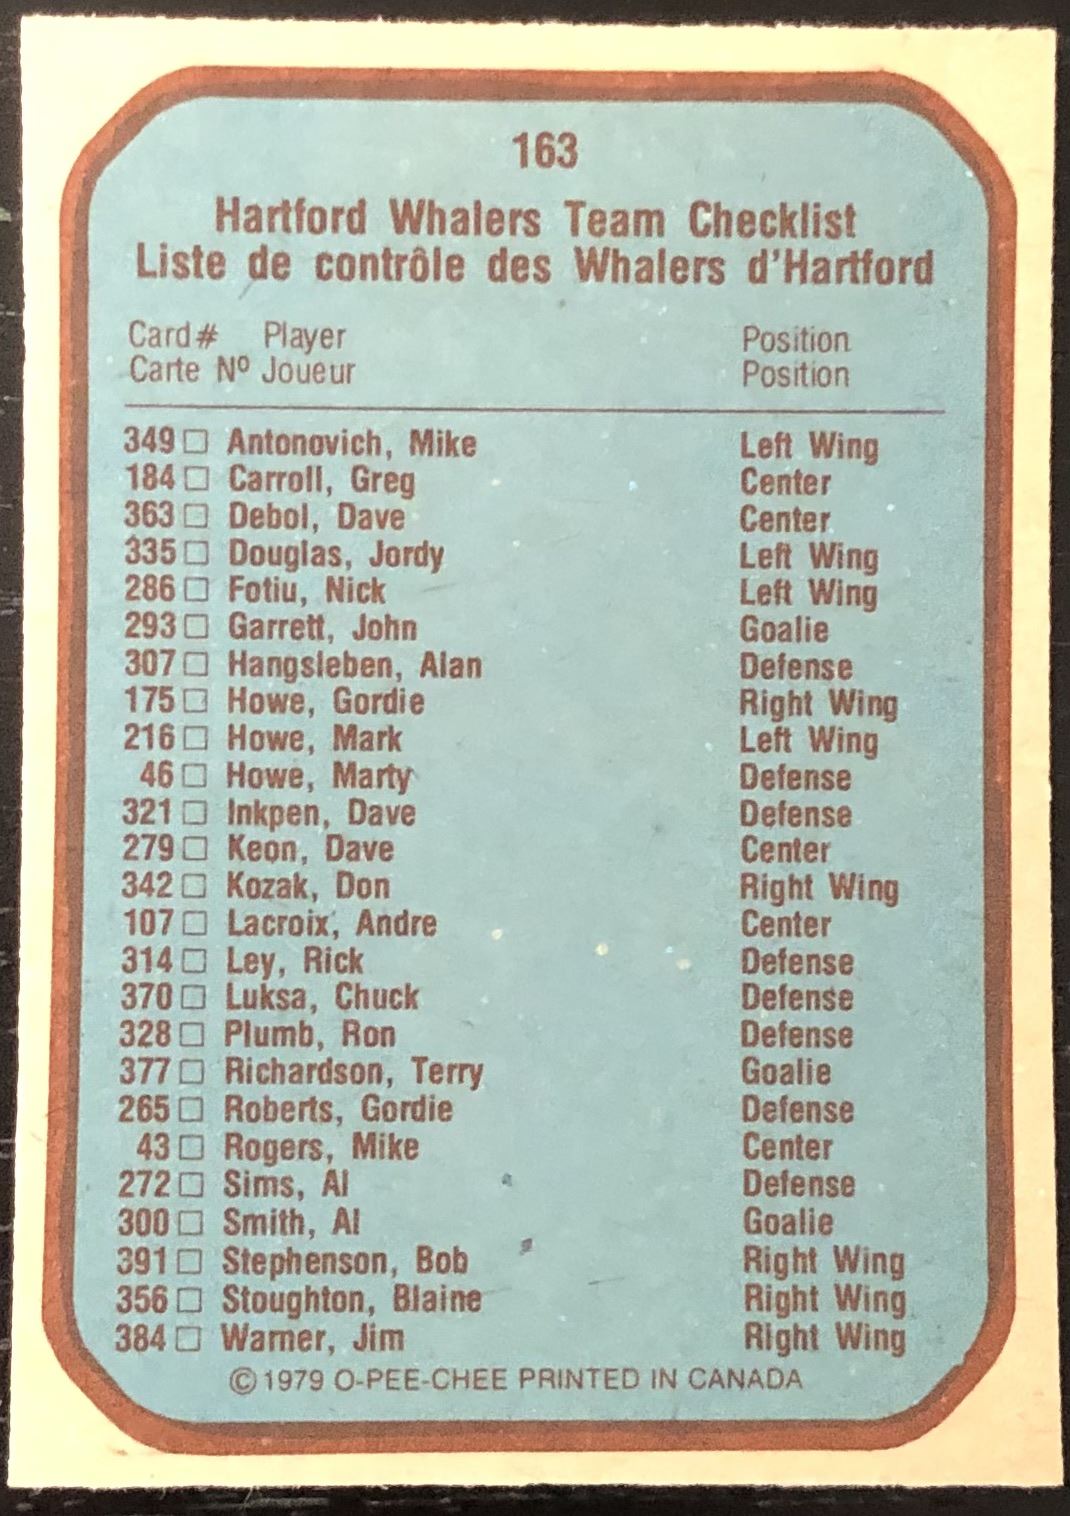 163
Hartford Whalers Team Checklist
Liste de contrôle des Whalers d'Hartford
Card# Player Position
Carte Nº Joueur Position
349 □ Antonovich, Mike Left Wing
184 □ Carroll, Greg Center
363 □ Debol, Dave Center
335 □ Douglas, Jordy Left Wing
286 □ Fotiu, Nick Left Wing
293 □ Garrett, John Goalie
307 □ Hangsleben, Alan Defense
175 □ Howe, Gordie Right Wing
216 □ Howe, Mark Left Wing
46 □ Howe, Marty Defense
321 □ Inkpen, Dave Defense
279 □ Keon, Dave Center
342 □ Kozak, Don Right Wing
107 □ Lacroix, Andre Center
314 □ Ley, Rick Defense
370 □ Luksa, Chuck Defense
328 □ Plumb, Ron Defense
377 □ Richardson, Terry Goalie
265 □ Roberts, Gordie Defense
43 □ Rogers, Mike Center
272 □ Sims, Al Defense
300 □ Smith, Al Goalie
391 □ Stephenson, Bob Right Wing
356 □ Stoughton, Blaine Right Wing
384 □ Warner, Jim Right Wing
©1979 O-PEE-CHEE PRINTED IN CANADA